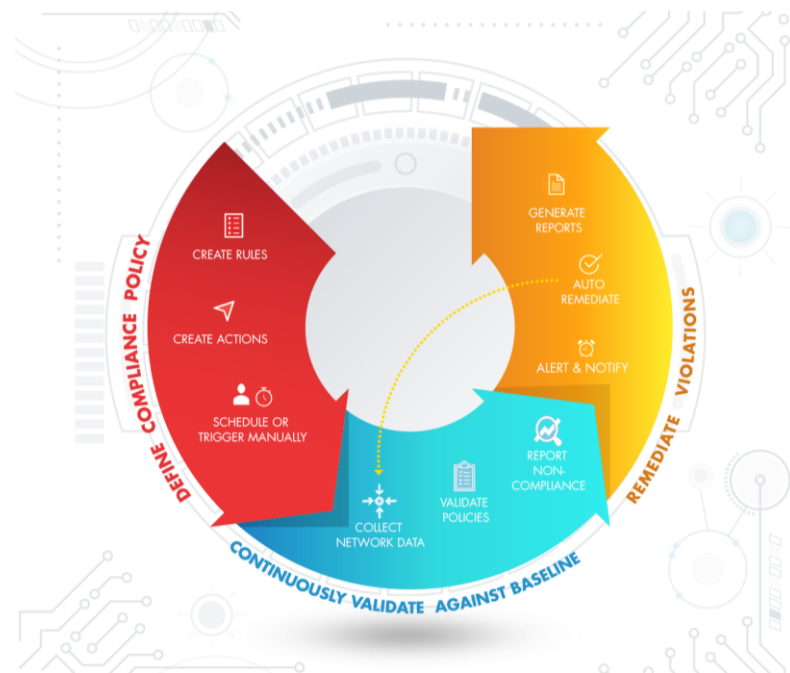 DEFINE COMPLIANCE POLICY
CREATE RULES
CREATE ACTIONS
SCHEDULE OR
TRIGGER MANUALLY
CONTINUOUSLY VALIDATE AGAINST BASELINE
COLLECT
NETWORK DATA
VALIDATE
POLICIES
REPORT
NON-
COMPLIANCE
REMEDIATE VIOLATIONS
ALERT & NOTIFY
AUTO
REMEDIATE
GENERATE
REPORTS